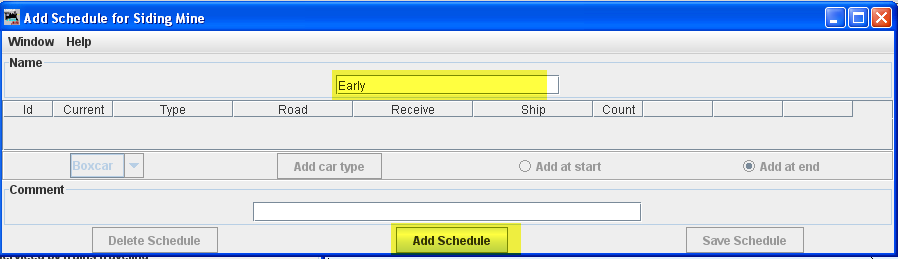 Add Schedule for Siding Mine
Window Help
Name
Early
Id Current Type Road Receive Ship Count
Boxcar Add car type Add at start Add at end
Comment
Delete Schedule Add Schedule Save Schedule